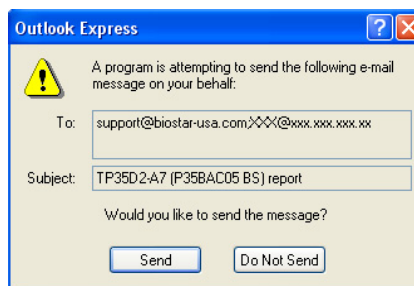 Outlook Express
A program is attempting to send the following e-mail
message on your behalf:
To: support@biostar-usa.com;XXX@xxx.xxx.xxx.xx
Subject: TP35D2-A7 (P35BAC05 BS) report
Would you like to send the message?
Send Do Not Send